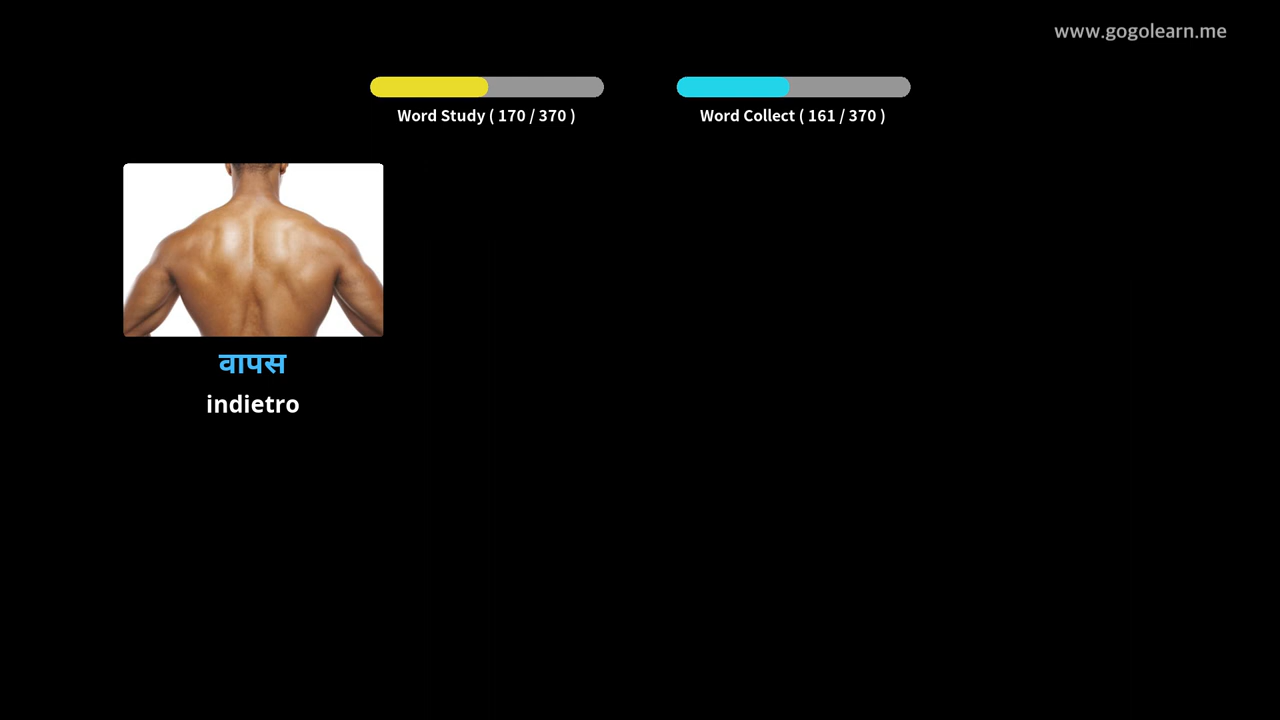 www.gogolearn.me
Word Study ( 170 / 370 )
Word Collect ( 161 / 370 )
वापस
indietro